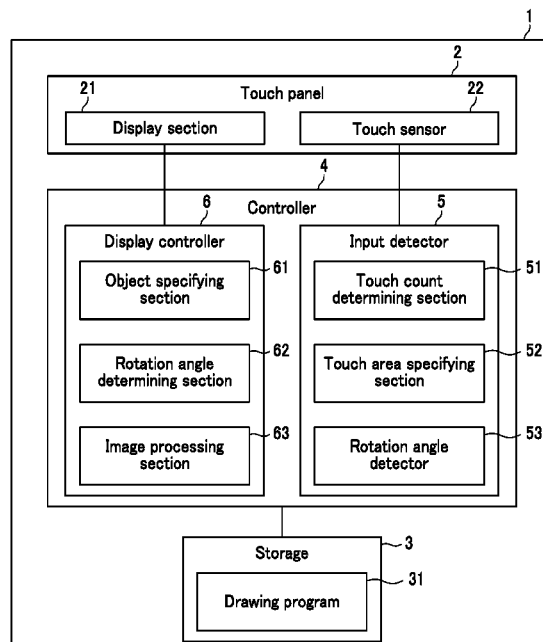 1
2
Touch panel
21
22
Display section
Touch sensor
4
Controller
6
5
Display controller
Input detector
61
51
Object specifying
section
Touch count
determining section
62
52
Rotation angle
determining section
Touch area specifying
section
63
53
Image processing
section
Rotation angle
detector
3
Storage
31
Drawing program